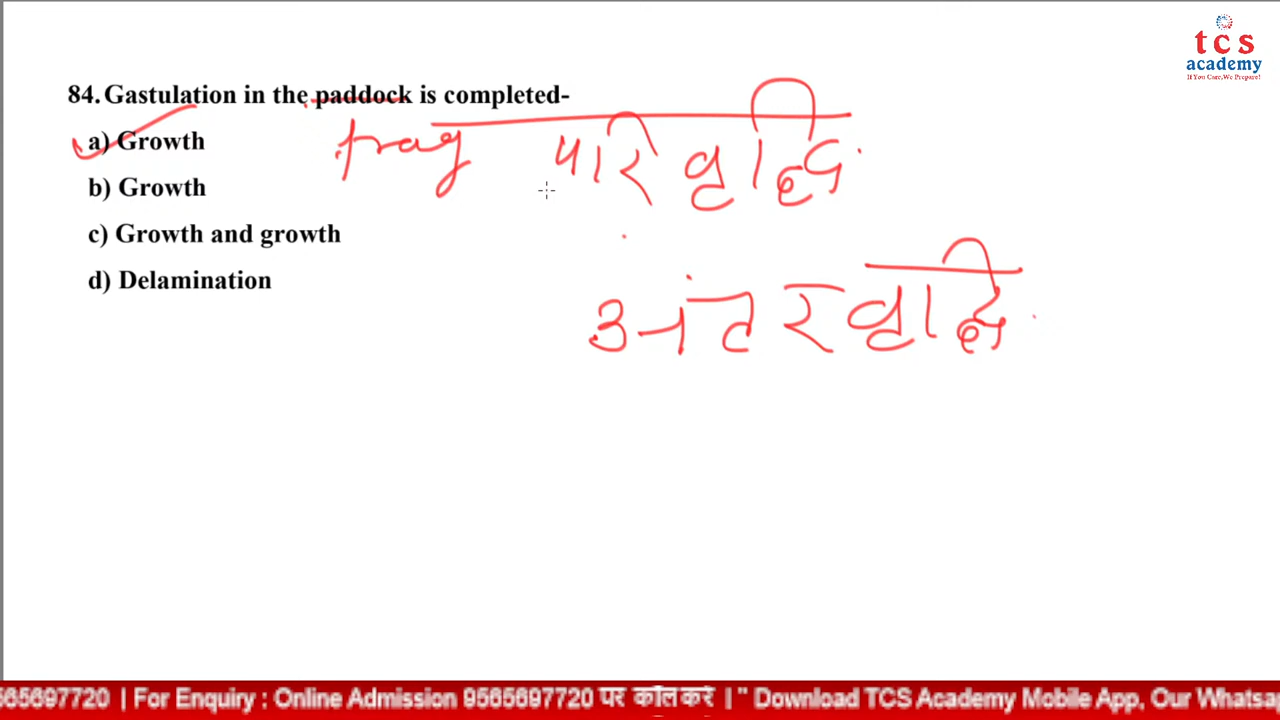 tcs
academy
If You Care, We Prepare!
84. Gastulation in the paddock is completed-
a) Growth
frag परिवृद्दि
b) Growth
c) Growth and growth
d) Delamination
अंतरवृद्धि
565697720 | For Enquiry : Online Admission 9565697720 पर कॉल करें | " Download TCS Academy Mobile App, Our Whatsa